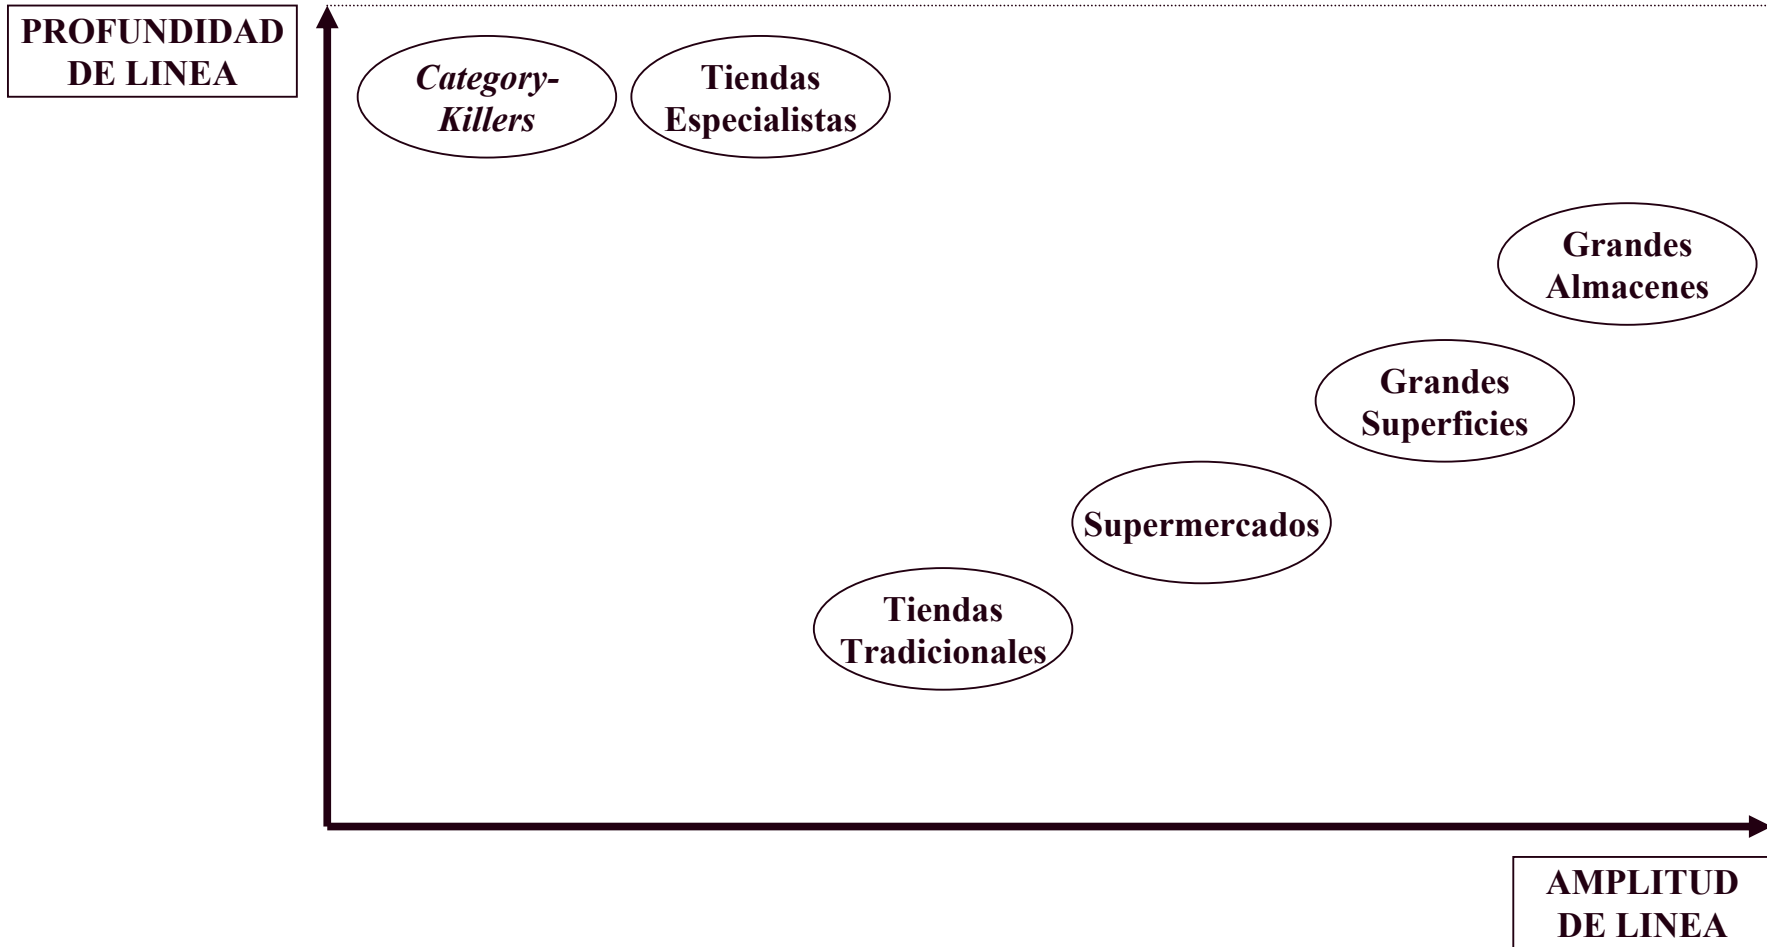 PROFUNDIDAD
DE LINEA
Category-
Killers
Tiendas
Especialistas
Grandes
Almacenes
Grandes
Superficies
Supermercados
Tiendas
Tradicionales
AMPLITUD
DE LINEA